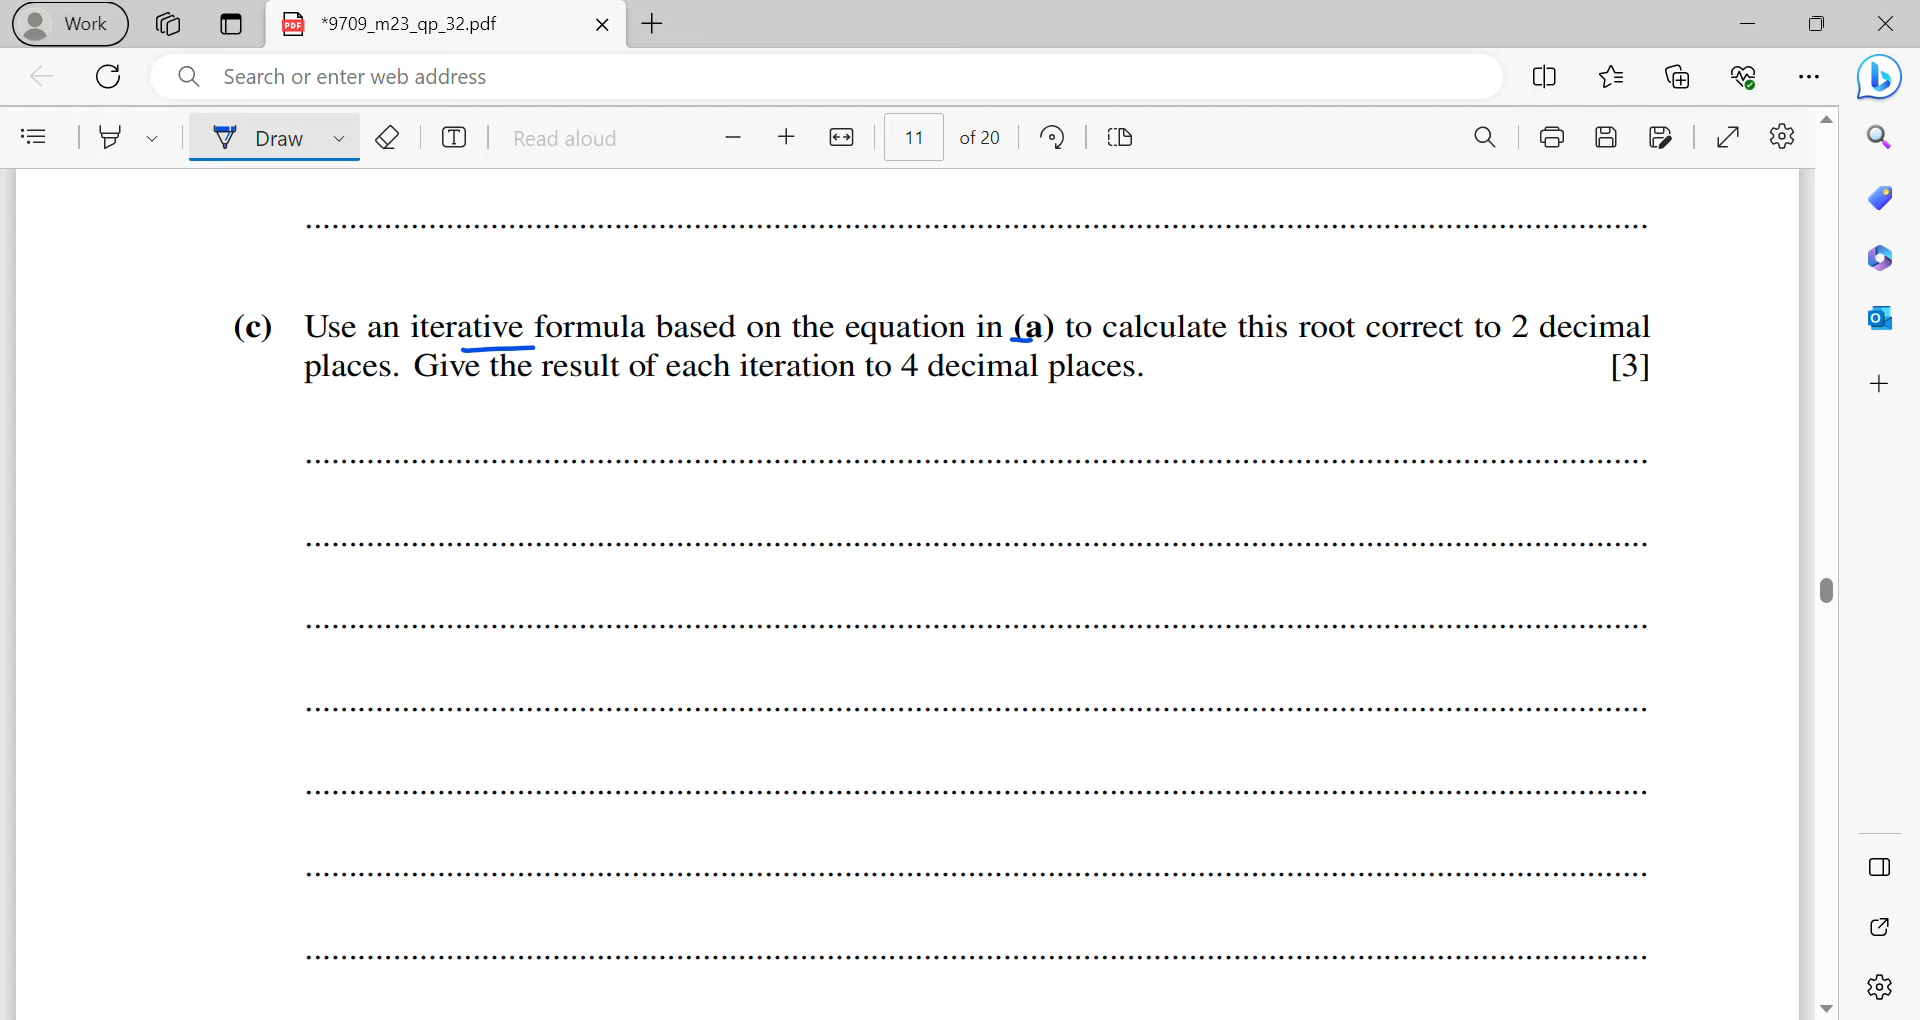 Work
*9709_m23_qp_32.pdf
Search or enter web address
Draw
Read aloud
11 of 20
(c) Use an iterative formula based on the equation in (a) to calculate this root correct to 2 decimal
places. Give the result of each iteration to 4 decimal places. [3]